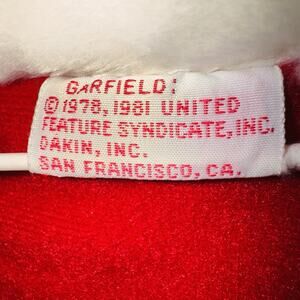 GARFIELD:
© 1978, 1981 UNITED
FEATURE SYNDICATE, INC.
DAKIN, INC.
SAN FRANCISCO, CA.